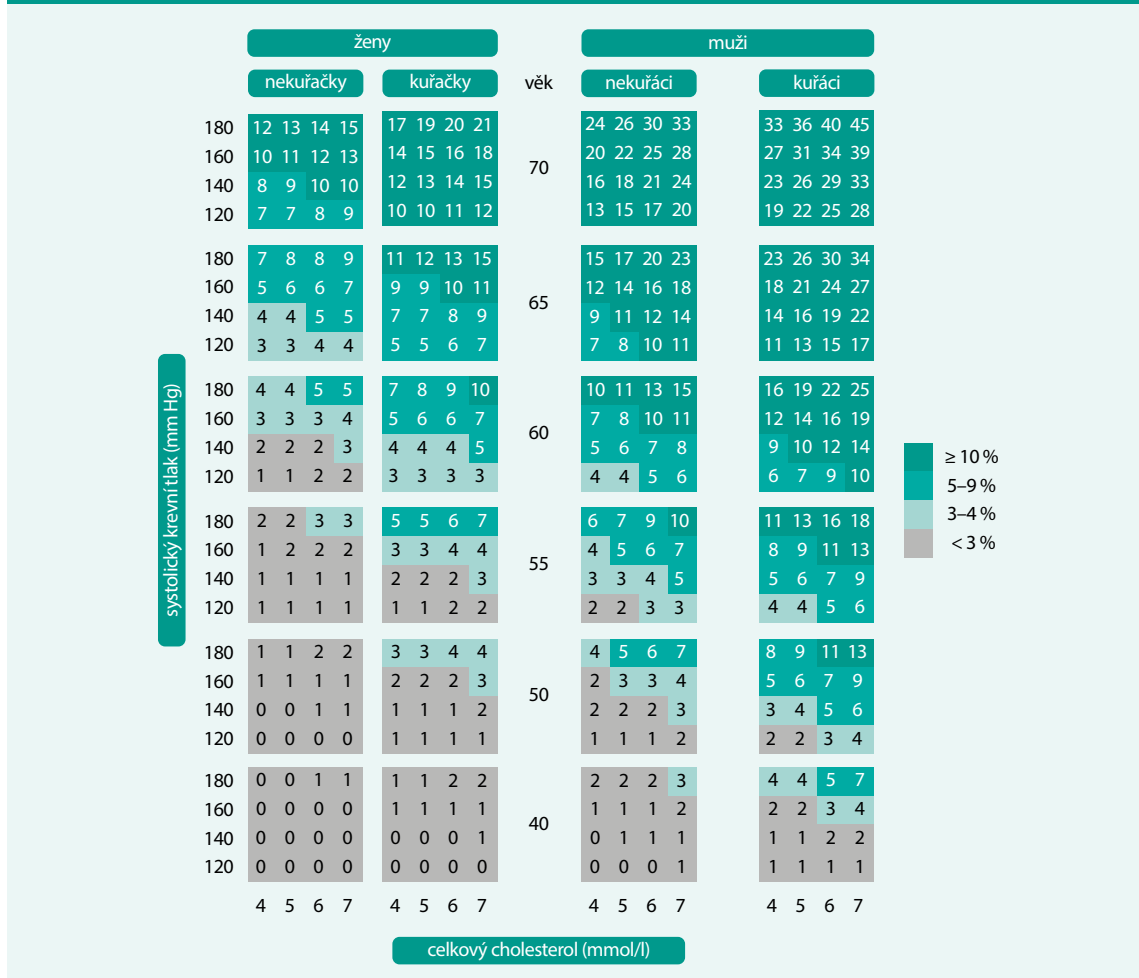 ženy muži
nekuřačky kuřačky věk nekuřáci kuřáci
180 12 13 14 15 17 19 20 21 24 26 30 33 33 36 40 45
160 10 11 12 13 14 15 16 18 20 22 25 28 27 31 34 39
70
140 8 9 10 10 12 13 14 15 16 18 21 24 23 26 29 33
120 7 7 8 9 10 10 11 12 13 15 17 20 19 22 25 28
180 7 8 8 9 11 12 13 15 15 17 20 23 23 26 30 34
160 5 6 6 7 9 9 10 11 12 14 16 18 18 21 24 27
65
140 4 4 5 5 7 7 8 9 9 11 12 14 14 16 19 22
120 3 3 4 4 5 5 6 7 7 8 10 11 11 13 15 17
180 4 4 5 5 7 8 9 10 10 11 13 15 16 19 22 25
160 3 3 3 4 5 6 6 7 7 8 10 11 12 14 16 19
60
140 2 2 2 3 4 4 4 5 5 6 7 8 9 10 12 14
120 1 1 2 2 3 3 3 3 4 4 5 6 6 7 9 10
180 2 2 3 3 5 5 6 7 6 7 9 10 11 13 16 18
160 1 2 2 2 3 3 4 4 4 5 6 7 8 9 11 13
55
140 1 1 1 1 2 2 2 3 3 3 4 5 5 6 7 9
120 1 1 1 1 1 1 2 2 2 2 3 3 4 4 5 6
180 1 1 2 2 3 3 4 4 4 5 6 7 8 9 11 13
160 1 1 1 1 2 2 2 3 2 3 3 4 5 6 7 9
50
140 0 0 1 1 1 1 1 2 2 2 2 3 3 4 5 6
120 0 0 0 0 1 1 1 1 1 1 1 2 2 2 3 4
180 0 0 1 1 1 1 2 2 2 2 2 3 4 4 5 7
160 0 0 0 0 1 1 1 1 1 1 1 2 2 2 3 4
40
140 0 0 0 0 0 0 0 1 0 1 1 1 1 1 2 2
120 0 0 0 0 0 0 0 0 0 0 0 1 1 1 1 1
4 5 6 7 4 5 6 7 4 5 6 7 4 5 6 7
celkový cholesterol (mmol/l)
systolický krevní tlak (mm Hg)
≥ 10 %
5–9 %
3–4 %
< 3 %